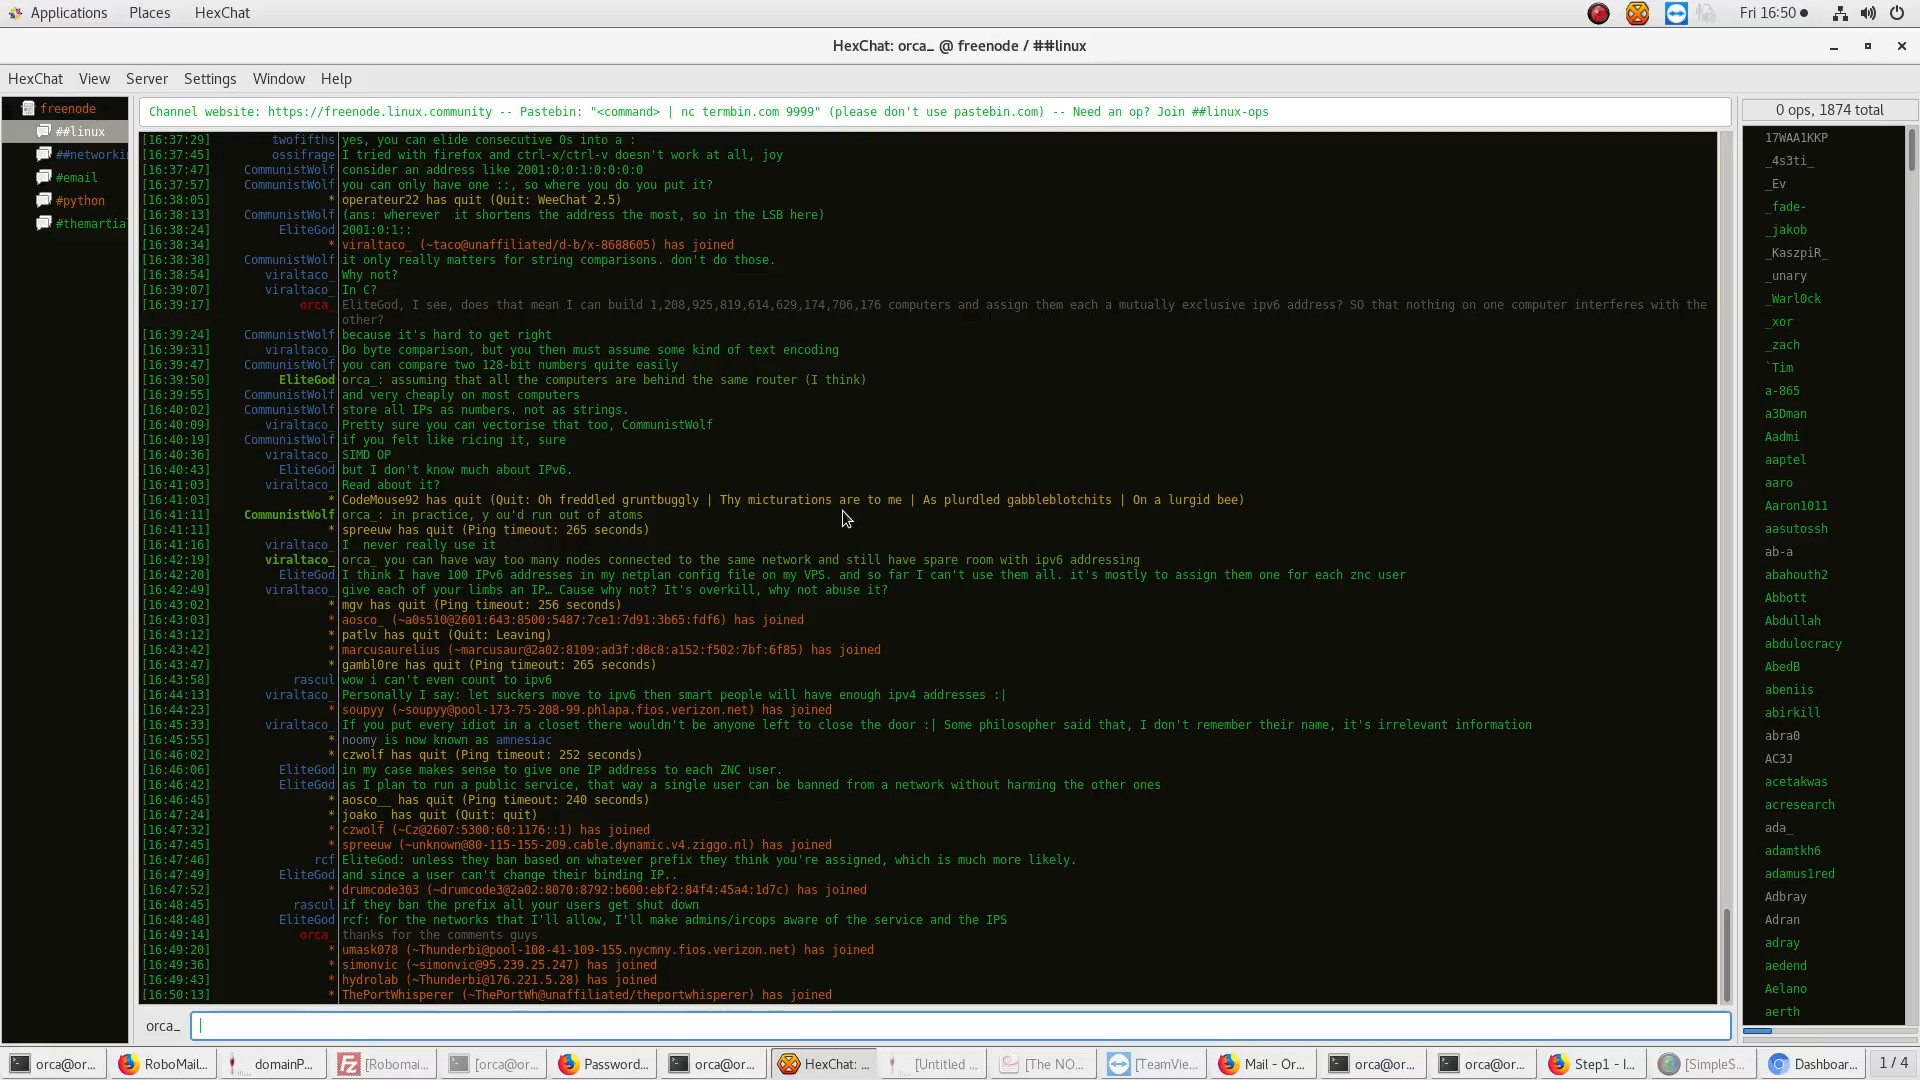 Applications Places HexChat Fri 16:50
HexChat: orca_ @ freenode / ##linux
HexChat View Server Settings Window Help
freenode
##linux
##networki
#email
#python
#themartia
Channel website: https://freenode.linux.community -- Pastebin: "<command> | nc termbin.com 9999" (please don't use pastebin.com) -- Need an op? Join ##linux-ops
[16:37:29] twofifths yes, you can elide consecutive 0s into a :
[16:37:45] ossifrage I tried with firefox and ctrl-x/ctrl-v doesn't work at all, joy
[16:37:47] CommunistWolf consider an address like 2001:0:0:1:0:0:0:0
[16:37:57] CommunistWolf you can only have one ::, so where do you put it?
[16:38:05] * operateur22 has quit (Quit: WeeChat 2.5)
[16:38:13] CommunistWolf (ans: wherever  it shortens the address the most, so in the LSB here)
[16:38:24] EliteGod 2001:0:1::
[16:38:34] * viraltaco_ (~taco@unaffiliated/d-b/x-8688605) has joined
[16:38:38] CommunistWolf it only really matters for string comparisons. don't do those.
[16:38:54] viraltaco_ Why not?
[16:39:07] viraltaco_ In C?
[16:39:17] orca_ EliteGod, I see, does that mean I can build 1,208,925,819,614,629,174,706,176 computers and assign them each a mutually exclusive ipv6 address? SO that nothing on one computer interferes with the
other?
[16:39:24] CommunistWolf because it's hard to get right
[16:39:31] viraltaco_ Do byte comparison, but you then must assume some kind of text encoding
[16:39:47] CommunistWolf you can compare two 128-bit numbers quite easily
[16:39:50] EliteGod orca_: assuming that all the computers are behind the same router (I think)
[16:39:55] CommunistWolf and very cheaply on most computers
[16:40:02] CommunistWolf store all IPs as numbers. not as strings.
[16:40:09] viraltaco_ Pretty sure you can vectorise that too, CommunistWolf
[16:40:19] CommunistWolf if you felt like ricing it, sure
[16:40:36] viraltaco_ SIMD OP
[16:40:43] EliteGod but I don't know much about IPv6.
[16:41:03] viraltaco_ Read about it?
[16:41:03] * CodeMouse92 has quit (Quit: Oh freddled gruntbuggly | Thy micturations are to me | As plurdled gabbleblotchits | On a lurgid bee)
[16:41:11] CommunistWolf orca_: in practice, y ou'd run out of atoms
[16:41:11] * spreeuw has quit (Ping timeout: 265 seconds)
[16:41:16] viraltaco_ I  never really use it
[16:42:19] viraltaco_ orca_ you can have way too many nodes connected to the same network and still have spare room with ipv6 addressing
[16:42:20] EliteGod I think I have 100 IPv6 addresses in my netplan config file on my VPS. and so far I can't use them all. it's mostly to assign them one for each znc user
[16:42:49] viraltaco_ give each of your limbs an IP… Cause why not? It's overkill, why not abuse it?
[16:43:02] * mgv has quit (Ping timeout: 256 seconds)
[16:43:03] * aosco_ (~a0s510@2601:643:8500:5487:7ce1:7d91:3b65:fdf6) has joined
[16:43:12] * patlv has quit (Quit: Leaving)
[16:43:42] * marcusaurelius (~marcusaur@2a02:8109:ad3f:d8c8:a152:f502:7bf:6f85) has joined
[16:43:47] * gambl0re has quit (Ping timeout: 265 seconds)
[16:43:58] rascul wow i can't even count to ipv6
[16:44:13] viraltaco_ Personally I say: let suckers move to ipv6 then smart people will have enough ipv4 addresses :|
[16:44:23] * soupyy (~soupyy@pool-173-75-208-99.phlapa.fios.verizon.net) has joined
[16:45:33] viraltaco_ If you put every idiot in a closet there wouldn't be anyone left to close the door :| Some philosopher said that, I don't remember their name, it's irrelevant information
[16:45:55] * noomy is now known as amnesiac
[16:46:02] * czwolf has quit (Ping timeout: 252 seconds)
[16:46:06] EliteGod in my case makes sense to give one IP address to each ZNC user.
[16:46:42] EliteGod as I plan to run a public service, that way a single user can be banned from a network without harming the other ones
[16:46:45] * aosco__ has quit (Ping timeout: 240 seconds)
[16:47:24] * joako_ has quit (Quit: quit)
[16:47:32] * czwolf (~Cz@2607:5300:60:1176::1) has joined
[16:47:45] * spreeuw (~unknown@80-115-155-209.cable.dynamic.v4.ziggo.nl) has joined
[16:47:46] rcf EliteGod: unless they ban based on whatever prefix they think you're assigned, which is much more likely.
[16:47:49] EliteGod and since a user can't change their binding IP..
[16:47:52] * drumcode303 (~drumcode3@2a02:8070:8792:b600:ebf2:84f4:45a4:1d7c) has joined
[16:48:45] rascul if they ban the prefix all your users get shut down
[16:48:48] EliteGod rcf: for the networks that I'll allow, I'll make admins/ircops aware of the service and the IPS
[16:49:14] orca_ thanks for the comments guys
[16:49:20] * umask078 (~Thunderbi@pool-108-41-109-155.nycmny.fios.verizon.net) has joined
[16:49:36] * simonvic (~simonvic@95.239.25.247) has joined
[16:49:43] * hydrolab (~Thunderbi@176.221.5.28) has joined
[16:50:13] * ThePortWhisperer (~ThePortWh@unaffiliated/theportwhisperer) has joined
orca_
0 ops, 1874 total
17WAA1KKP
_4s3ti_
_Ev
_fade-
_jakob
_KaszpiR_
_unary
_Warl0ck
_xor
_zach
`Tim
a-865
a3Dman
Aadmi
aaptel
aaro
Aaron1011
aasutossh
ab-a
abahouth2
Abbott
Abdullah
abdulocracy
AbedB
abeniis
abirkill
abra0
AC3J
acetakwas
acresearch
ada_
adamtkh6
adamus1red
Adbray
Adran
adray
aedend
Aelano
aerth
orca@or... RoboMail... domainP... [Robomai... [orca@or... Password... orca@or... HexChat: ... [Untitled ... [The NO... [TeamVie... Mail - Or... orca@or... orca@or... Step1 - I... [SimpleS... Dashboar... 1 / 4